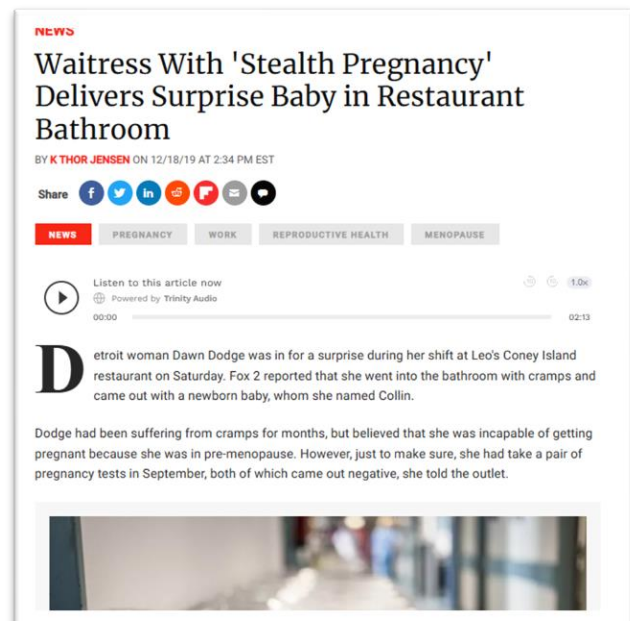 NEWS
Waitress With 'Stealth Pregnancy'
Delivers Surprise Baby in Restaurant
Bathroom
BY K THOR JENSEN ON 12/18/19 AT 2:34 PM EST
Share
NEWS PREGNANCY WORK REPRODUCTIVE HEALTH MENOPAUSE
Listen to this article now
Powered by Trinity Audio
1.0x
00:00 02:13
Detroit woman Dawn Dodge was in for a surprise during her shift at Leo's Coney Island
restaurant on Saturday. Fox 2 reported that she went into the bathroom with cramps and
came out with a newborn baby, whom she named Collin.
Dodge had been suffering from cramps for months, but believed that she was incapable of getting
pregnant because she was in pre-menopause. However, just to make sure, she had take a pair of
pregnancy tests in September, both of which came out negative, she told the outlet.